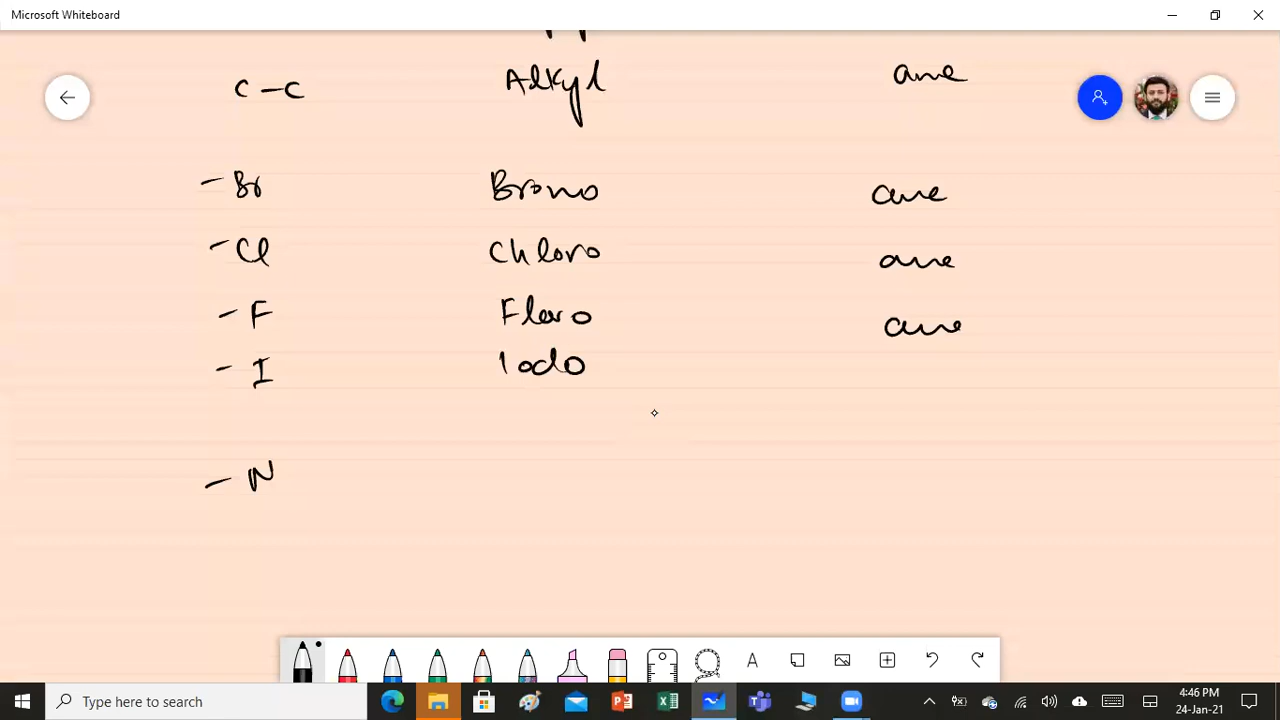 Microsoft Whiteboard
C - C Alkyl ane
- Br Bromo ane
- Cl Chloro ane
- F Floro ane
- I Iodo
- N
A
Type here to search
4:46 PM
24-Jan-21